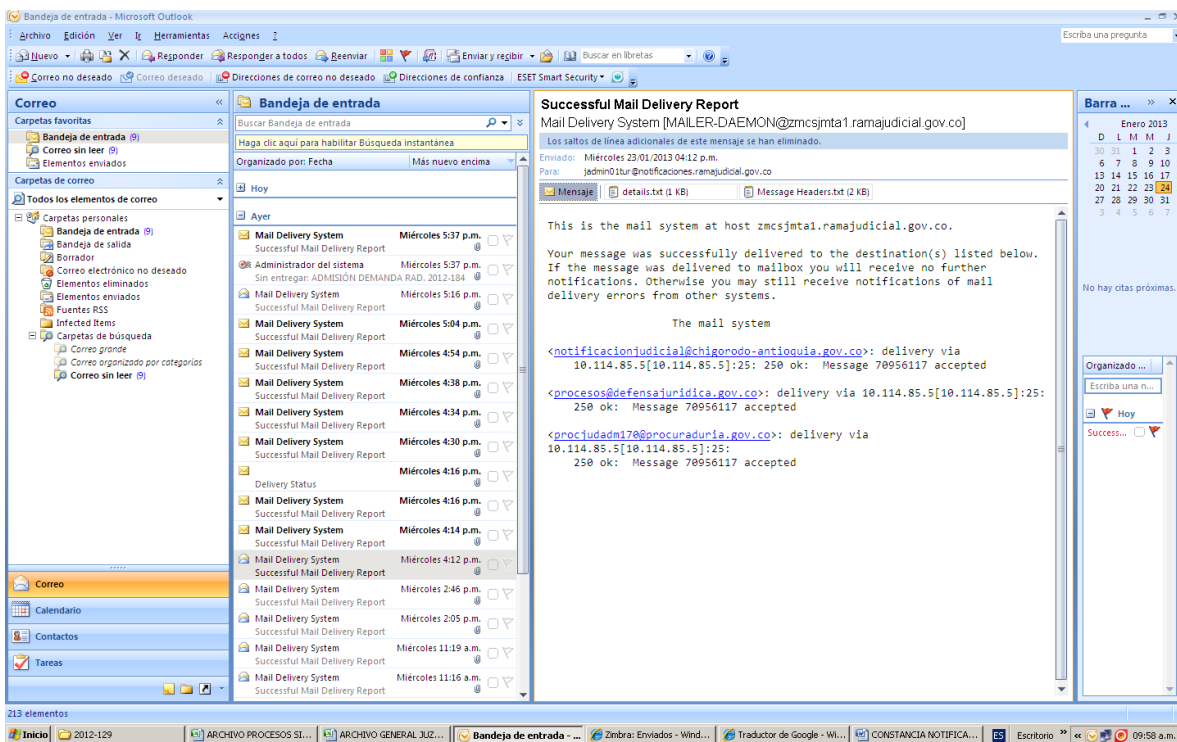 Bandeja de entrada - Microsoft Outlook
Archivo Edición Ver Ir Herramientas Acciones ?
Escriba una pregunta
Nuevo Responder Responder a todos Reenviar Enviar y recibir Buscar en libretas
Correo no deseado Correo deseado Direcciones de correo no deseado Direcciones de confianza ESET Smart Security
Correo «
Carpetas favoritas
Bandeja de entrada (9)
Correo sin leer (9)
Elementos enviados
Carpetas de correo
Todos los elementos de correo
Carpetas personales
Bandeja de entrada (9)
Bandeja de salida
Borrador
Correo electrónico no deseado
Elementos eliminados
Elementos enviados
Fuentes RSS
Infected Items
Carpetas de búsqueda
Correo grande
Correo organizado por categorías
Correo sin leer (9)
Correo
Calendario
Contactos
Tareas
Bandeja de entrada
Buscar Bandeja de entrada
Haga clic aquí para habilitar Búsqueda instantánea
Organizado por: Fecha Más nuevo encima
Hoy
Ayer
Mail Delivery System Miércoles 5:37 p.m.
Successful Mail Delivery Report
Administrador del sistema Miércoles 5:37 p.m.
Sin entregar: ADMISIÓN DEMANDA RAD. 2012-184
Mail Delivery System Miércoles 5:16 p.m.
Successful Mail Delivery Report
Mail Delivery System Miércoles 5:04 p.m.
Successful Mail Delivery Report
Mail Delivery System Miércoles 4:54 p.m.
Successful Mail Delivery Report
Mail Delivery System Miércoles 4:38 p.m.
Successful Mail Delivery Report
Mail Delivery System Miércoles 4:34 p.m.
Successful Mail Delivery Report
Mail Delivery System Miércoles 4:30 p.m.
Successful Mail Delivery Report
Miércoles 4:16 p.m.
Delivery Status
Mail Delivery System Miércoles 4:16 p.m.
Successful Mail Delivery Report
Mail Delivery System Miércoles 4:14 p.m.
Successful Mail Delivery Report
Mail Delivery System Miércoles 4:12 p.m.
Successful Mail Delivery Report
Mail Delivery System Miércoles 2:46 p.m.
Successful Mail Delivery Report
Mail Delivery System Miércoles 2:05 p.m.
Successful Mail Delivery Report
Mail Delivery System Miércoles 11:19 a.m.
Successful Mail Delivery Report
Mail Delivery System Miércoles 11:16 a.m.
Successful Mail Delivery Report
Successful Mail Delivery Report
Mail Delivery System [MAILER-DAEMON@zmcsjmta1.ramajudicial.gov.co]
Los saltos de línea adicionales de este mensaje se han eliminado.
Enviado: Miércoles 23/01/2013 04:12 p.m.
Para: jadmin01tur@notificaciones.ramajudicial.gov.co
Mensaje details.txt (1 KB) Message Headers.txt (2 KB)
This is the mail system at host zmcsjmta1.ramajudicial.gov.co.
Your message was successfully delivered to the destination(s) listed below.
If the message was delivered to mailbox you will receive no further
notifications. Otherwise you may still receive notifications of mail
delivery errors from other systems.
The mail system
<notificacionjudicial@chigorodo-antioquia.gov.co>: delivery via
10.114.85.5[10.114.85.5]:25: 250 ok: Message 70956117 accepted
<procesos@defensajuridica.gov.co>: delivery via 10.114.85.5[10.114.85.5]:25:
250 ok: Message 70956117 accepted
<procjudadm170@procuraduria.gov.co>: delivery via
10.114.85.5[10.114.85.5]:25:
250 ok: Message 70956117 accepted
Barra ... » ×
Enero 2013
D L M M J
30 31 1 2 3
6 7 8 9 10
13 14 15 16 17
20 21 22 23 24
27 28 29 30 31
3 4 5 6 7
No hay citas próximas.
Organizado ...
Escriba una n...
Hoy
Success...
213 elementos
Inicio 2012-129 ARCHIVO PROCESOS SI... ARCHIVO GENERAL JUZ... Bandeja de entrada - ... Zimbra: Enviados - Wind... Traductor de Google - Wi... CONSTANCIA NOTIFICA... ES Escritorio » « 09:58 a.m.